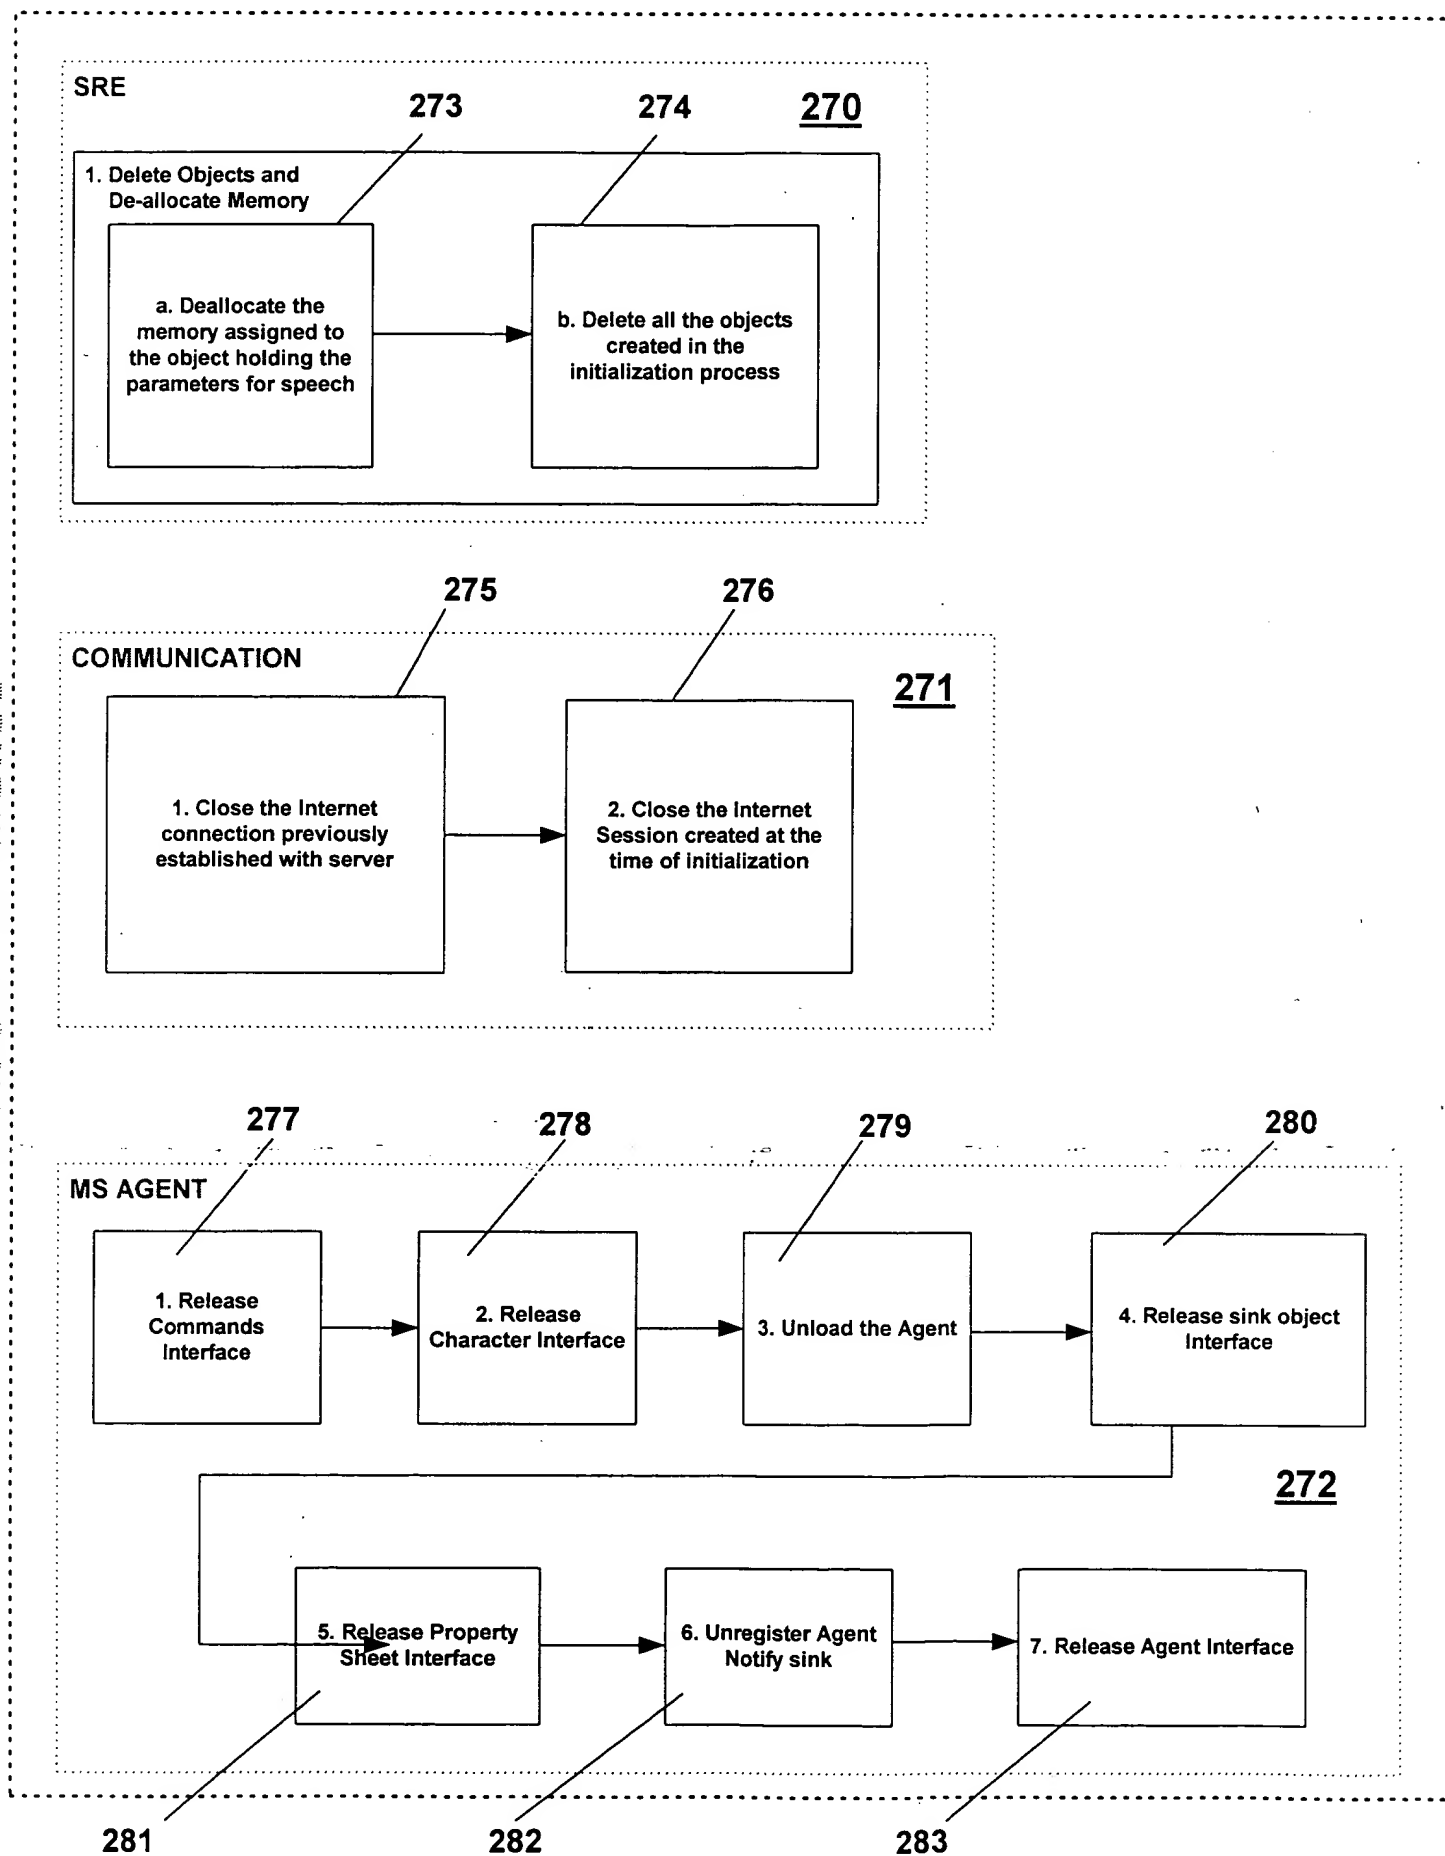 SRE
273
274
270
1. Delete Objects and
De-allocate Memory
a. Deallocate the
memory assigned to
the object holding the
parameters for speech
b. Delete all the objects
created in the
initialization process
275
276
COMMUNICATION
271
1. Close the Internet
connection previously
established with server
2. Close the Internet
Session created at the
time of initialization
277
278
279
280
MS AGENT
1. Release
Commands
Interface
2. Release
Character Interface
3. Unload the Agent
4. Release sink object
Interface
272
5. Release Property
Sheet Interface
6. Unregister Agent
Notify sink
7. Release Agent Interface
281
282
283